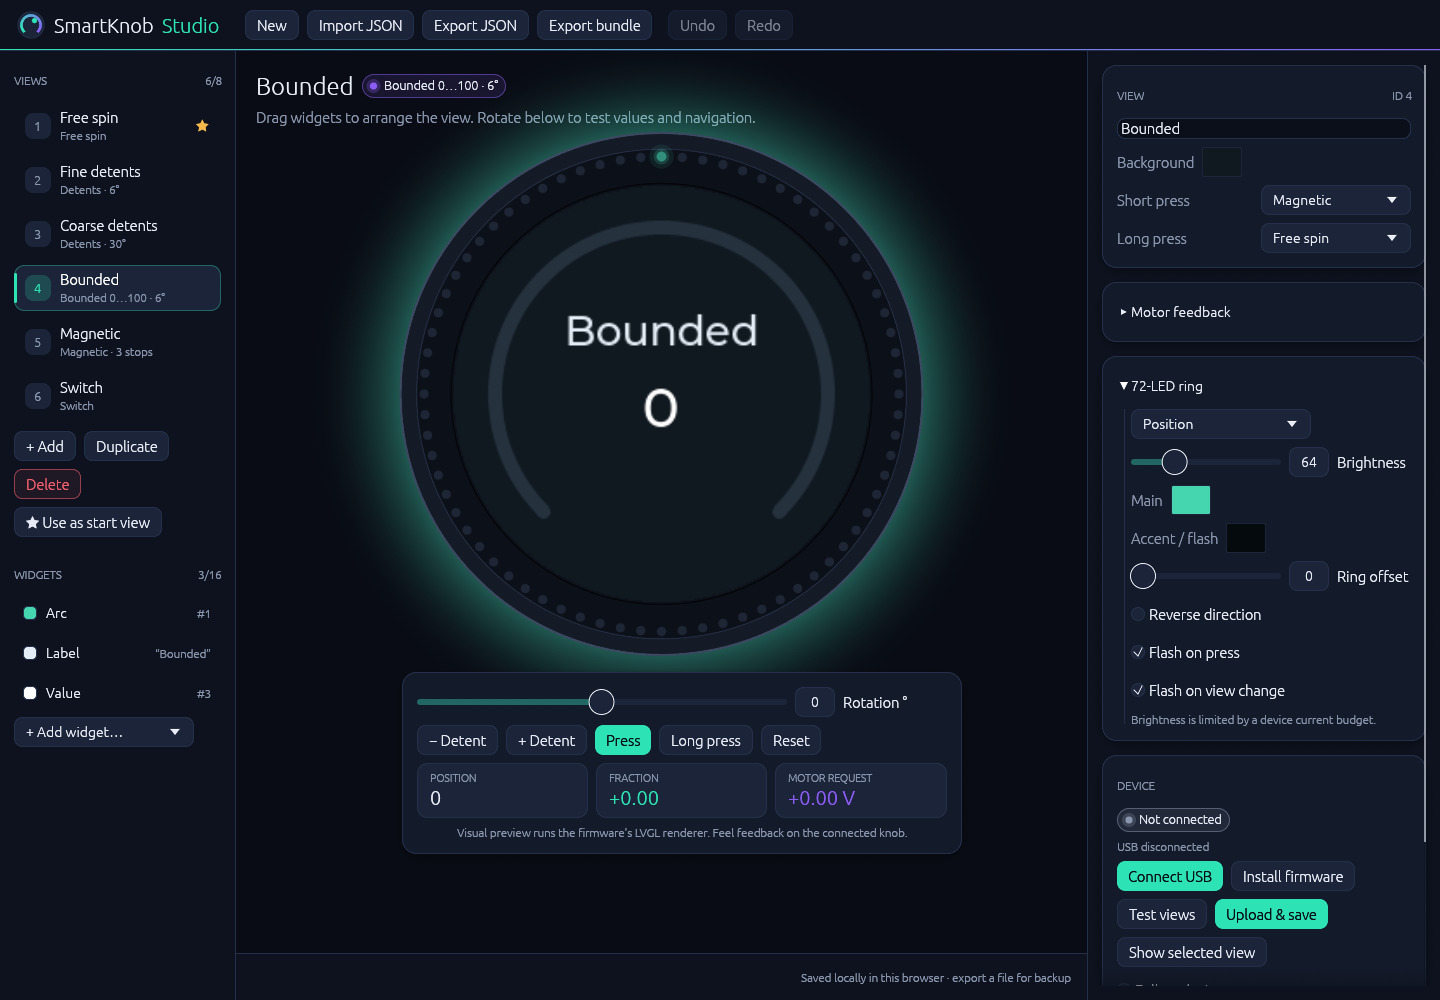 SmartKnob Studio
New
Import JSON
Export JSON
Export bundle
Undo
Redo
VIEWS
6/8
1
Free spin
Free spin
2
Fine detents
Detents · 6°
3
Coarse detents
Detents · 30°
4
Bounded
Bounded 0…100 · 6°
5
Magnetic
Magnetic · 3 stops
6
Switch
Switch
+ Add
Duplicate
Delete
Use as start view
WIDGETS
3/16
Arc
#1
Label
"Bounded"
Value
#3
+ Add widget…
Bounded
Bounded 0…100 · 6°
Drag widgets to arrange the view. Rotate below to test values and navigation.
Bounded
0
0
Rotation °
– Detent
+ Detent
Press
Long press
Reset
POSITION
0
FRACTION
+0.00
MOTOR REQUEST
+0.00 V
Visual preview runs the firmware's LVGL renderer. Feel feedback on the connected knob.
Saved locally in this browser · export a file for backup
VIEW
ID 4
Bounded
Background
Short press
Magnetic
Long press
Free spin
Motor feedback
72-LED ring
Position
64
Brightness
Main
Accent / flash
0
Ring offset
Reverse direction
Flash on press
Flash on view change
Brightness is limited by a device current budget.
DEVICE
Not connected
USB disconnected
Connect USB
Install firmware
Test views
Upload & save
Show selected view